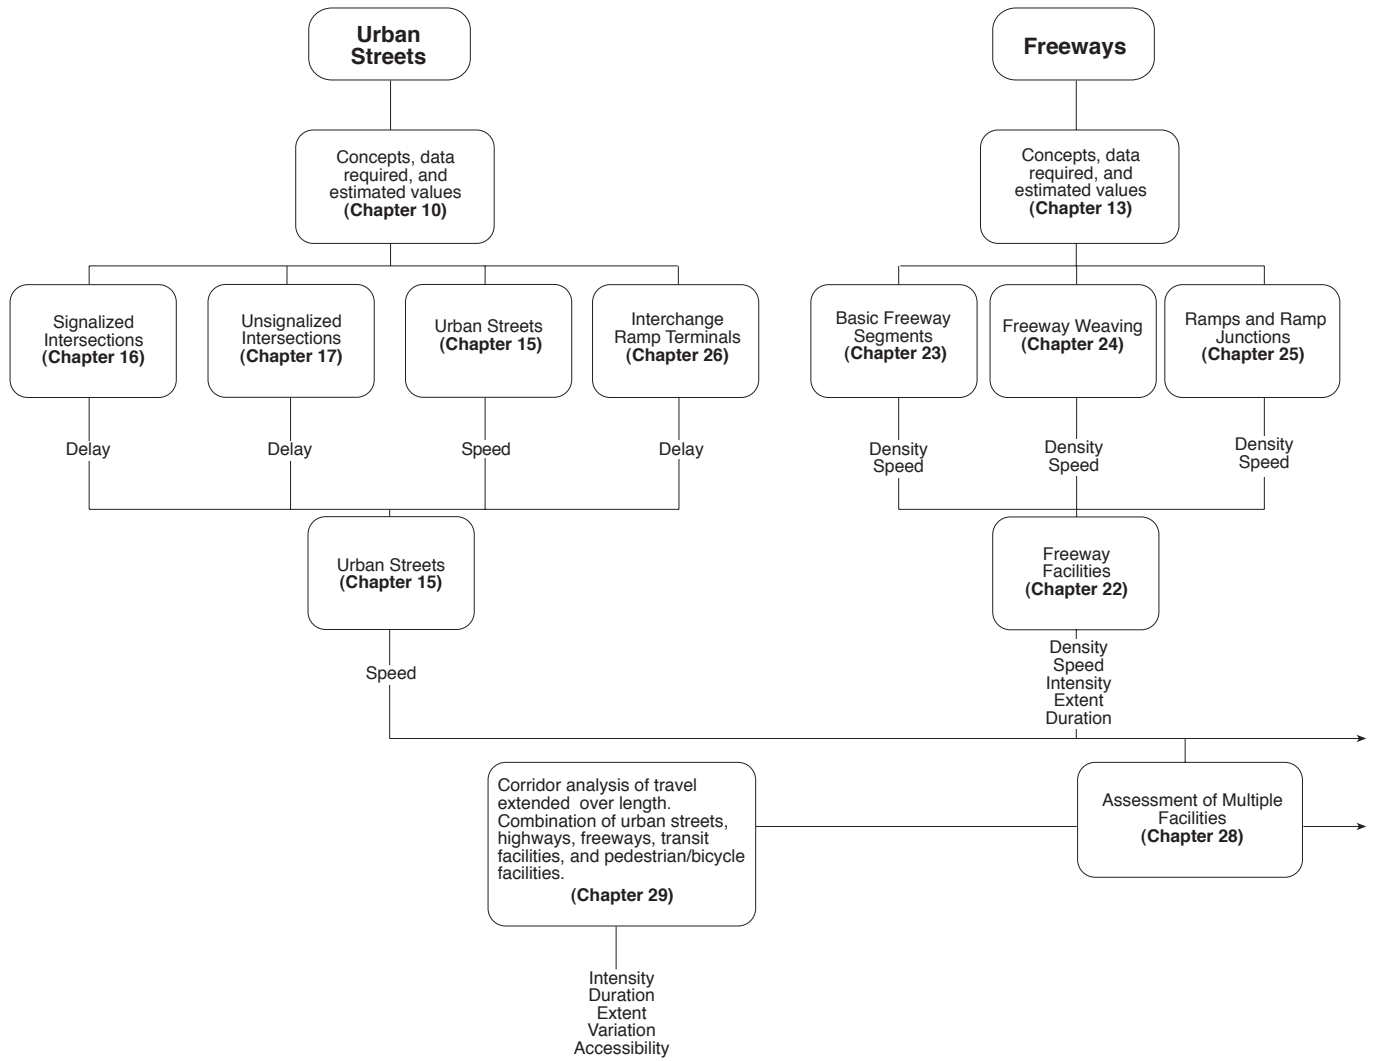 Urban
Streets
Freeways
Concepts, data
required, and
estimated values
(Chapter 10)
Concepts, data
required, and
estimated values
(Chapter 13)
Signalized
Intersections
(Chapter 16)
Unsignalized
Intersections
(Chapter 17)
Urban Streets
(Chapter 15)
Interchange
Ramp Terminals
(Chapter 26)
Basic Freeway
Segments
(Chapter 23)
Freeway Weaving
(Chapter 24)
Ramps and Ramp
Junctions
(Chapter 25)
Delay
Delay
Speed
Delay
Density
Speed
Density
Speed
Density
Speed
Urban Streets
(Chapter 15)
Freeway
Facilities
(Chapter 22)
Speed
Density
Speed
Intensity
Extent
Duration
Corridor analysis of travel
extended over length.
Combination of urban streets,
highways, freeways, transit
facilities, and pedestrian/bicycle
facilities.
(Chapter 29)
Assessment of Multiple
Facilities
(Chapter 28)
Intensity
Duration
Extent
Variation
Accessibility